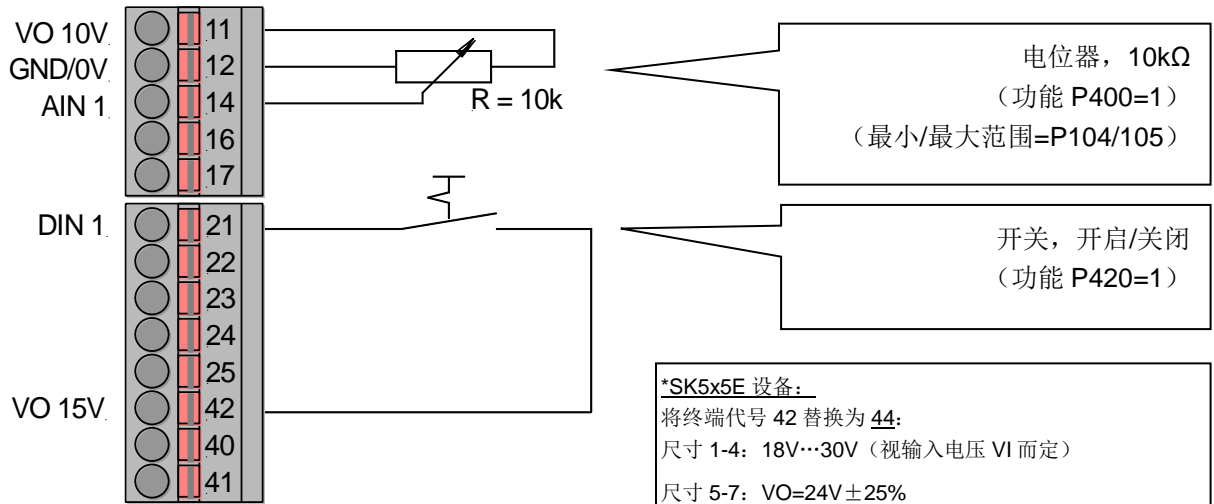 VO 10V
GND/0V
AIN 1
11
12
14
16
17
R = 10k
电位器，10kΩ
（功能 P400=1）
（最小/最大范围=P104/105）
DIN 1
VO 15V
21
22
23
24
25
42
40
41
开关，开启/关闭
（功能 P420=1）
*SK5x5E 设备：
将终端代号 42 替换为 44：
尺寸 1-4：18V…30V（视输入电压 VI 而定）
尺寸 5-7：VO=24V±25%